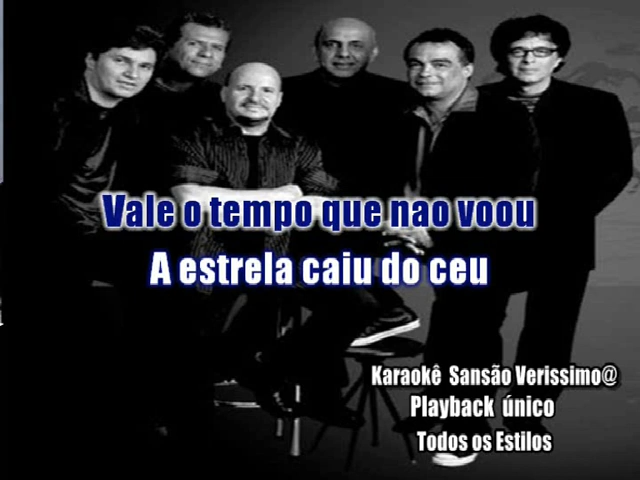 Vale o tempo que nao voou
A estrela caiu do ceu
Karaokê Sansão Verissimo@
Playback único
Todos os Estilos